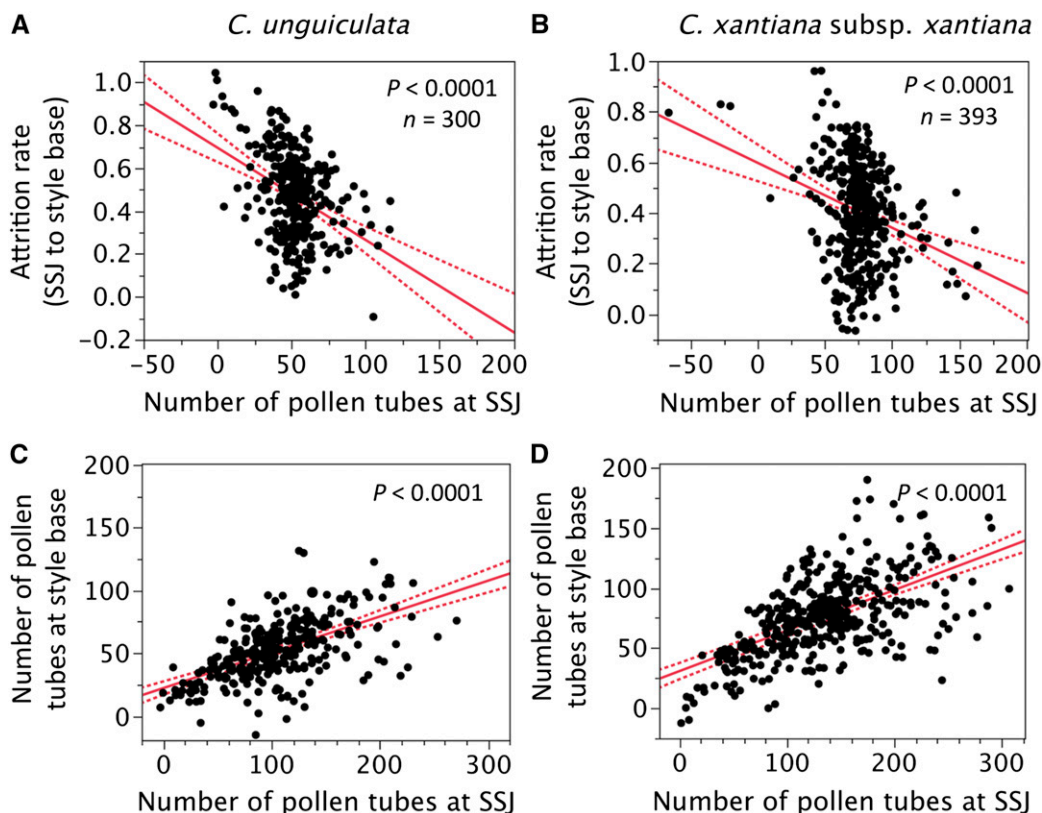 A
C. unguiculata
P < 0.0001
n = 300
Attrition rate
(SSJ to style base)
1.0
0.8
0.6
0.4
0.2
0.0
−0.2
−50 0 50 100 150 200
Number of pollen tubes at SSJ
B
C. xantiana subsp. xantiana
P < 0.0001
n = 393
Attrition rate
(SSJ to style base)
1.0
0.8
0.6
0.4
0.2
0.0
−50 0 50 100 150 200
Number of pollen tubes at SSJ
C
P < 0.0001
Number of pollen
tubes at style base
200
150
100
50
0
0 100 200 300
Number of pollen tubes at SSJ
D
P < 0.0001
Number of pollen
tubes at style base
200
150
100
50
0
0 100 200 300
Number of pollen tubes at SSJ